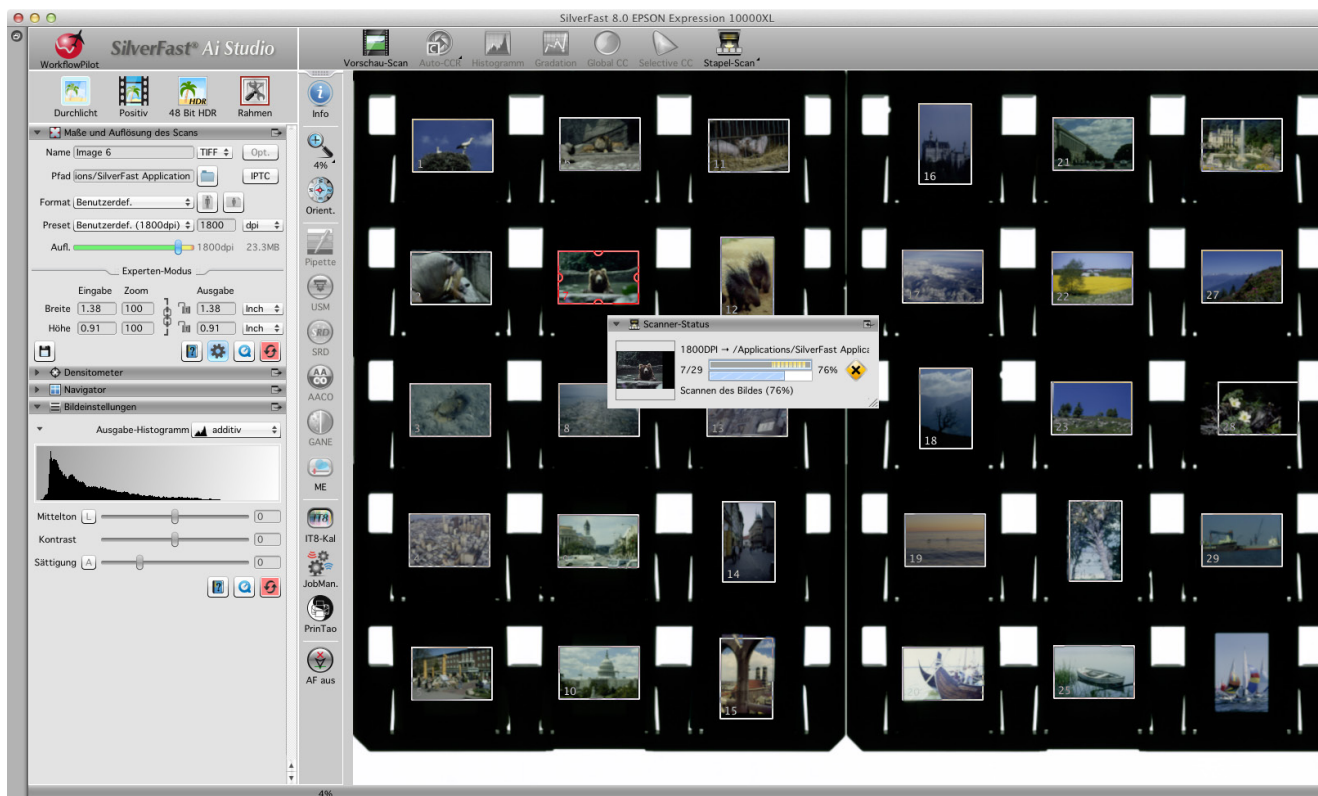 SilverFast 8.0 EPSON Expression 10000XL
WorkflowPilot
SilverFast® Ai Studio
Vorschau-Scan
Auto-CCR
Histogramm
Gradation
Global CC
Selective CC
Stapel-Scan
Durchlicht
Positiv
HDR
48 Bit HDR
Rahmen
Maße und Auflösung des Scans
Name Image 6 TIFF Opt.
Pfad ions/SilverFast Application IPTC
Format Benutzerdef.
Preset Benutzerdef. (1800dpi) 1800 dpi
Aufl. 1800dpi 23.3MB
Experten-Modus
Eingabe Zoom Ausgabe
Breite 1.38 100 1.38 Inch
Höhe 0.91 100 0.91 Inch
Densitometer
Navigator
Bildeinstellungen
Ausgabe-Histogramm additiv
Mittelton L 0
Kontrast 0
Sättigung A 0
Info
4%
Orient.
Pipette
USM
SRD
SRD
AACO
AACO
GANE
ME
IT8
IT8-Kal
JobMan.
PrinTao
AF aus
1
11
16
21
2
7
12
17
22
27
Scanner-Status
1800DPI → /Applications/SilverFast Applica
7/29 76%
Scannen des Bildes (76%)
3
8
13
18
23
28
14
19
29
10
15
20
25
4%